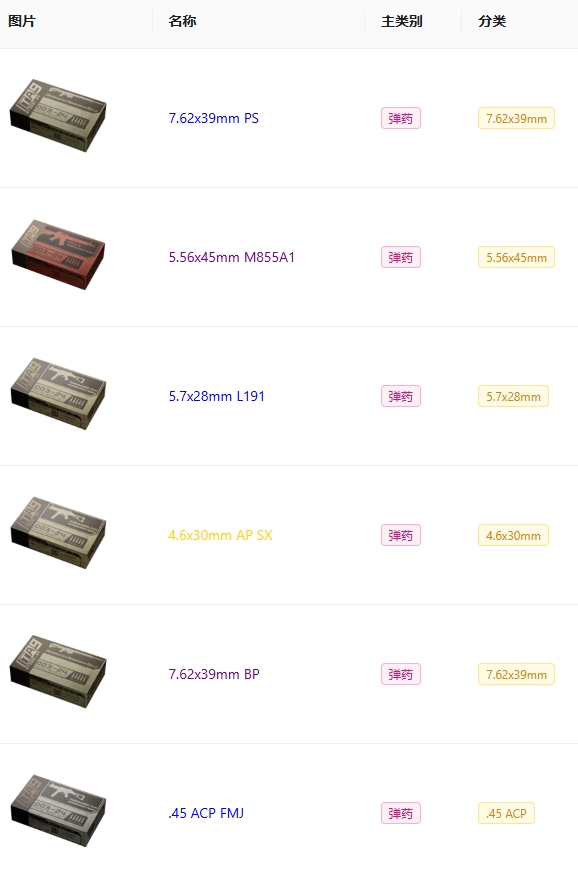 图片 名称 主类别 分类
7.62x39mm PS 弹药 7.62x39mm
5.56x45mm M855A1 弹药 5.56x45mm
5.7x28mm L191 弹药 5.7x28mm
4.6x30mm AP SX 弹药 4.6x30mm
7.62x39mm BP 弹药 7.62x39mm
.45 ACP FMJ 弹药 .45 ACP